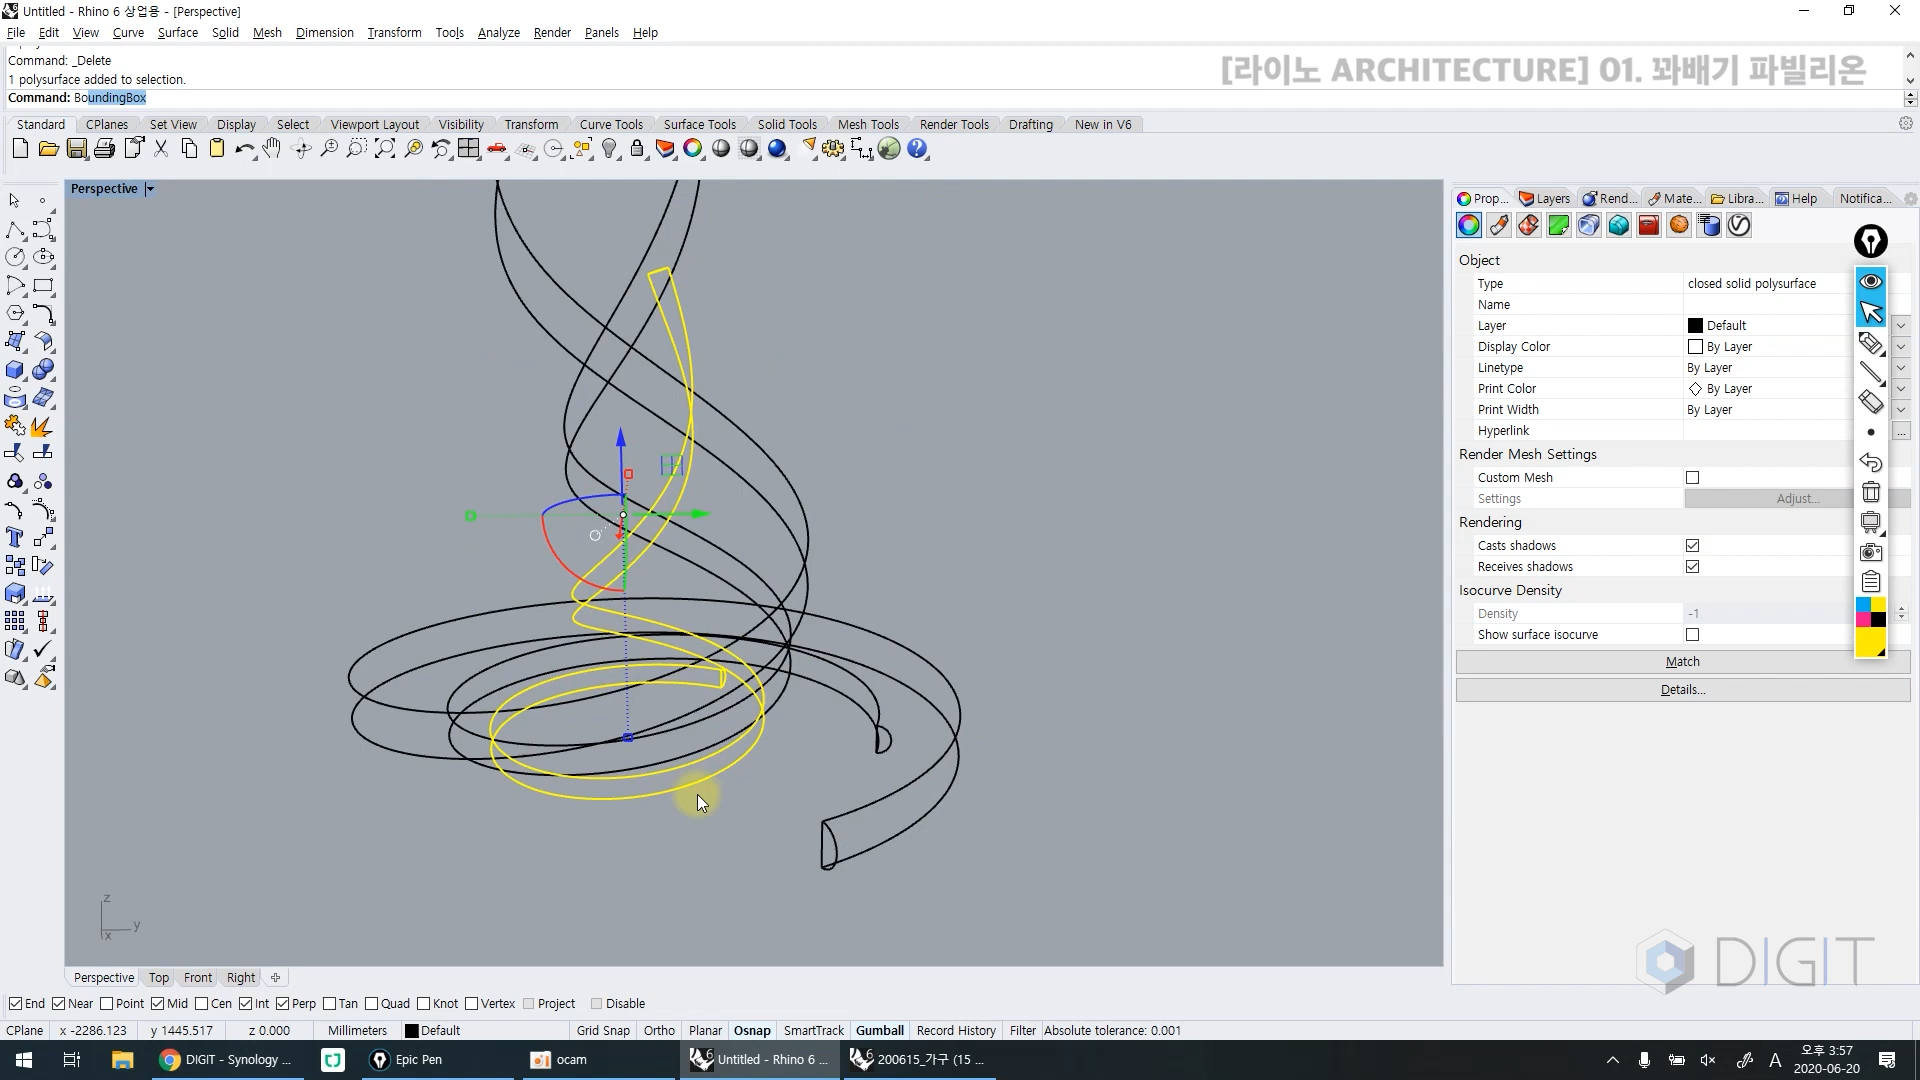 Untitled - Rhino 6 상업용 - [Perspective]
File Edit View Curve Surface Solid Mesh Dimension Transform Tools Analyze Render Panels Help
Command: _Delete
1 polysurface added to selection.
Command: BoundingBox
[라이노 ARCHITECTURE] 01. 꽈배기 파빌리온
Standard CPlanes Set View Display Select Viewport Layout Visibility Transform Curve Tools Surface Tools Solid Tools Mesh Tools Render Tools Drafting New in V6
Perspective
Prop... Layers Rend... Mate... Libra... Help Notifica...
Object
Type closed solid polysurface
Name
Layer Default
Display Color By Layer
Linetype By Layer
Print Color By Layer
Print Width By Layer
Hyperlink ...
Render Mesh Settings
Custom Mesh
Settings Adjust...
Rendering
Casts shadows
Receives shadows
Isocurve Density
Density -1
Show surface isocurve
Match
Details...
z
y
x
DIGIT
Perspective Top Front Right
End Near Point Mid Cen Int Perp Tan Quad Knot Vertex Project Disable
CPlane x -2286.123 y 1445.517 z 0.000 Millimeters Default Grid Snap Ortho Planar Osnap SmartTrack Gumball Record History Filter Absolute tolerance: 0.001
DIGIT - Synology ... Epic Pen ocam Untitled - Rhino 6 ... 200615_가구 (15 ... A 오후 3:57
2020-06-20